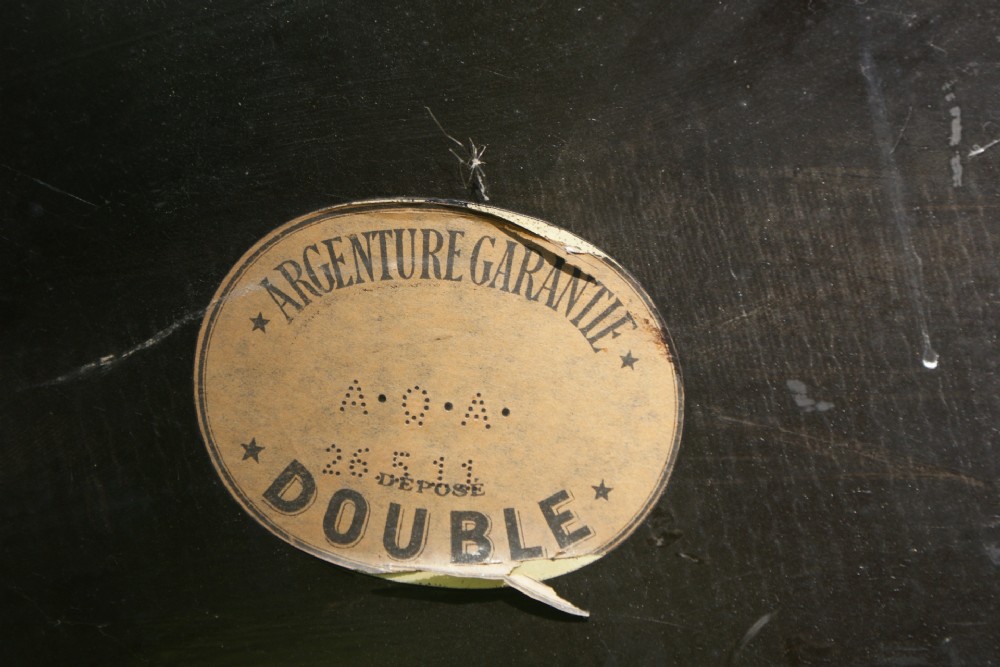 ★ ARGENTURE GARANTIE ★
A·Q·A·
26.5.11
DÉPOSÉ
★ DOUBLE ★